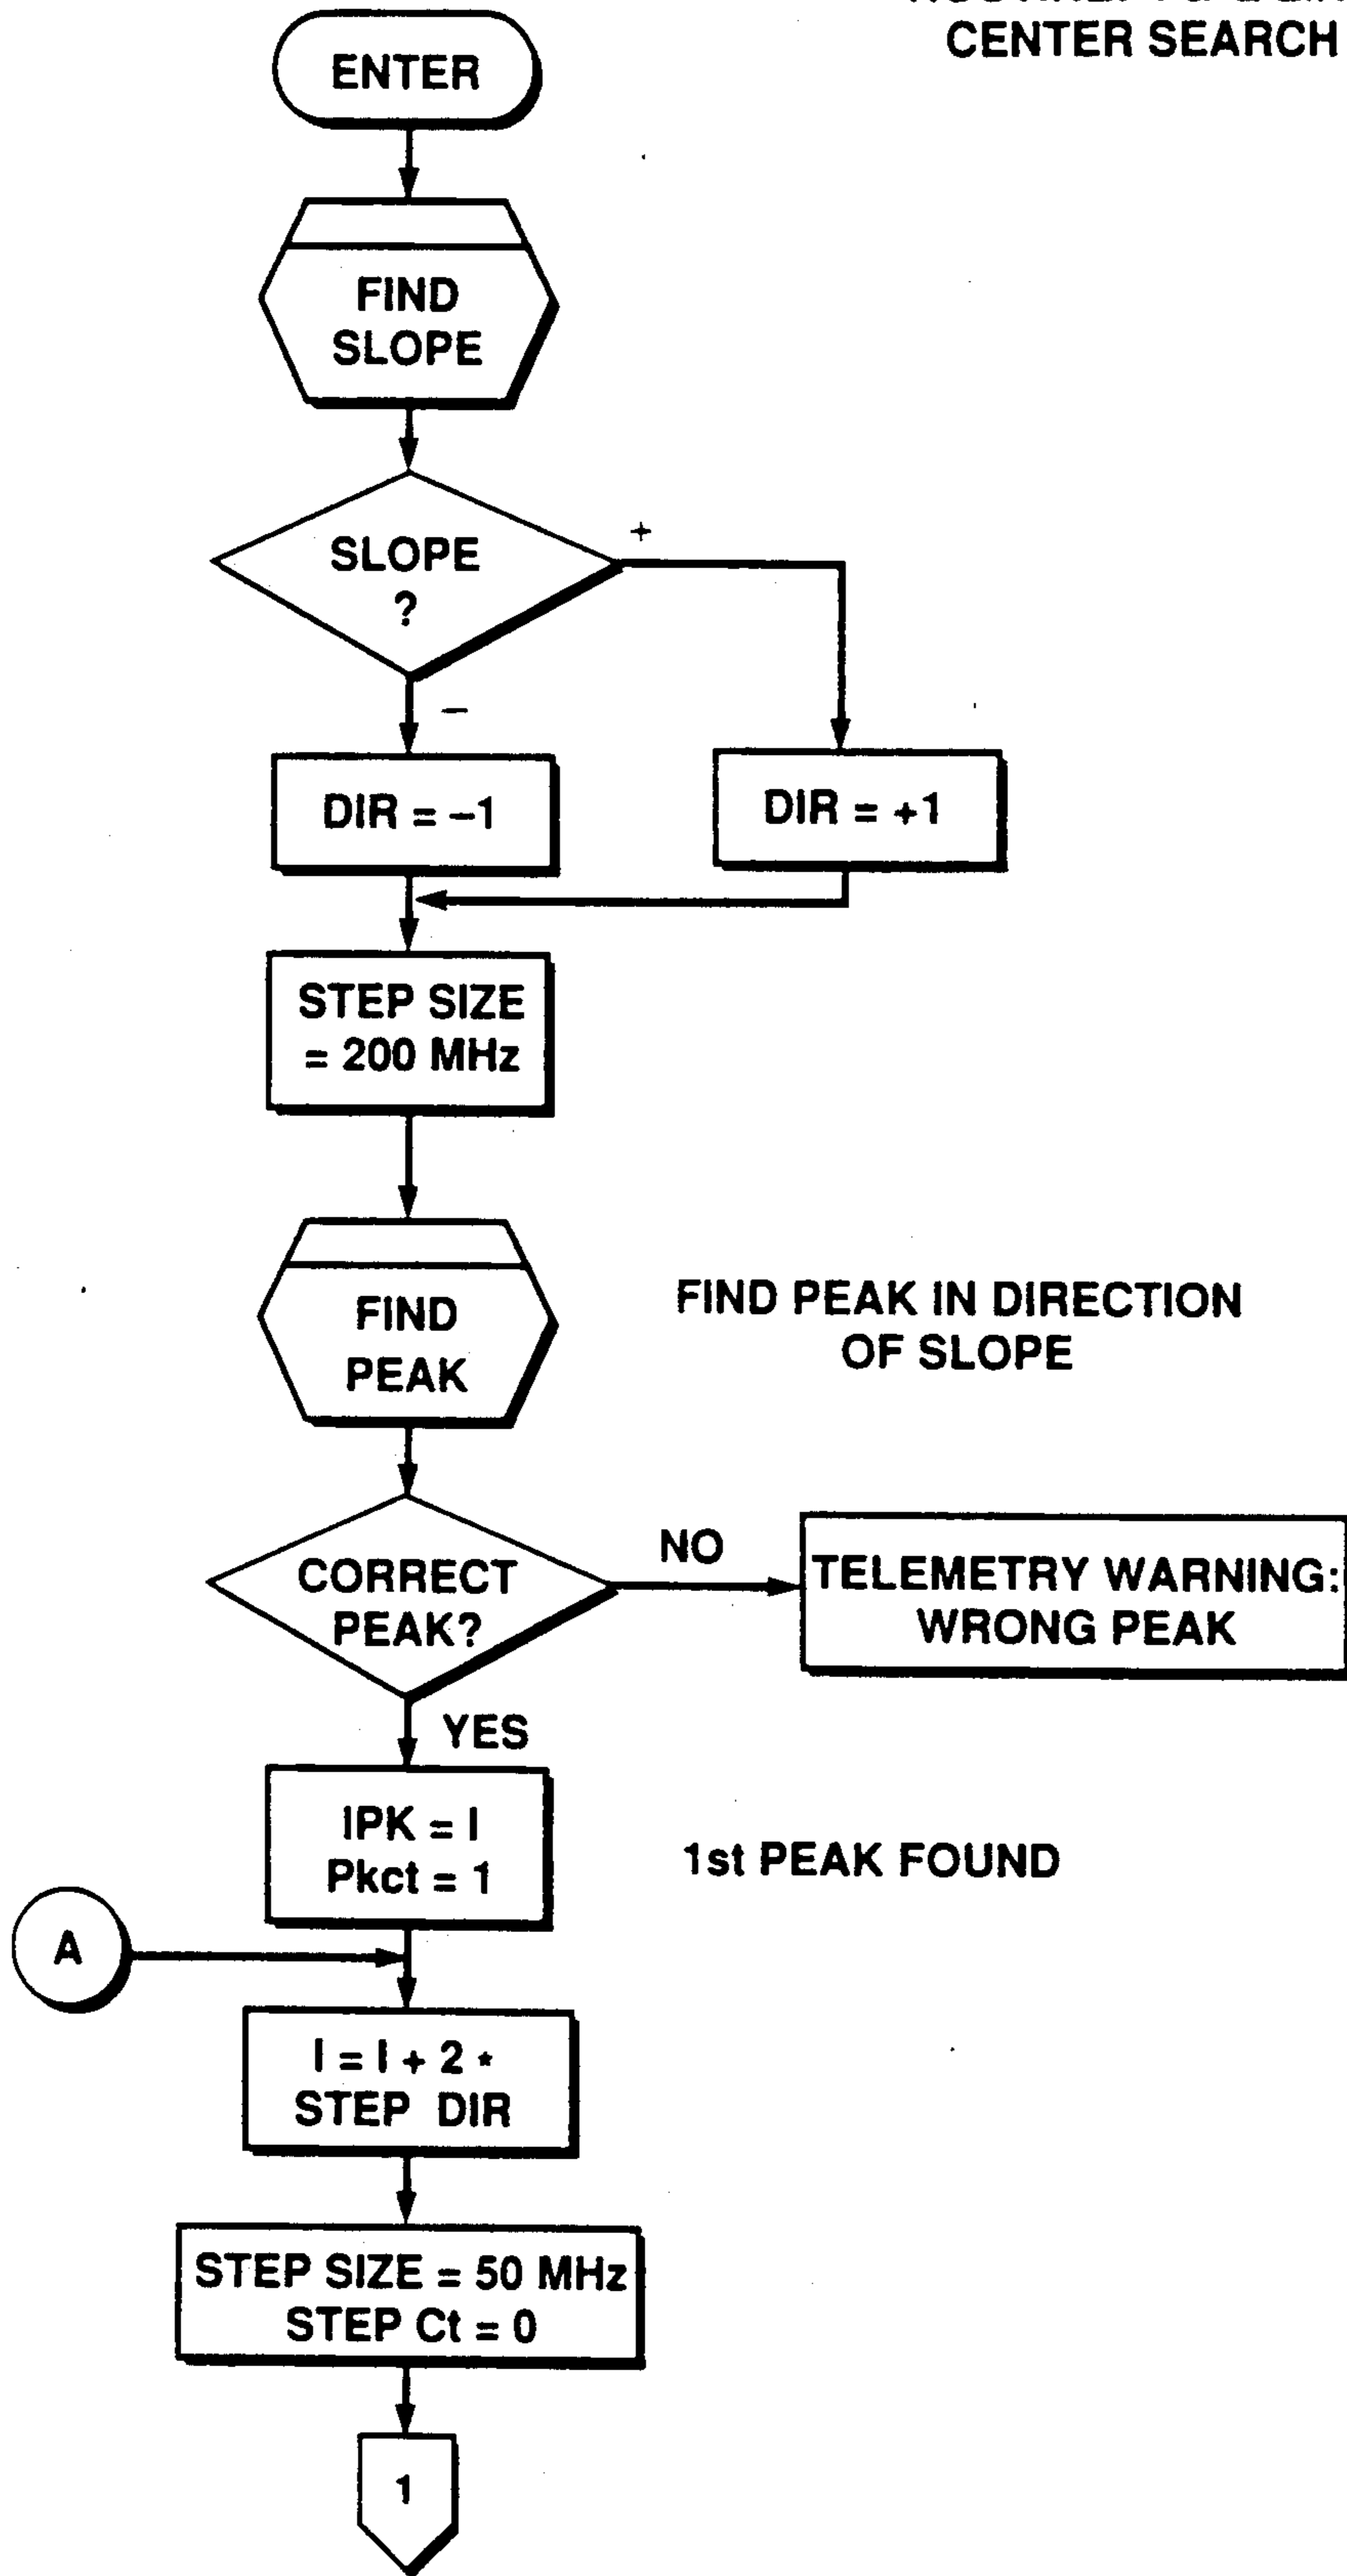 CENTER SEARCH
ENTER
FIND
SLOPE
SLOPE
?
+
–
DIR = –1
DIR = +1
STEP SIZE
= 200 MHz
FIND
PEAK
FIND PEAK IN DIRECTION
OF SLOPE
CORRECT
PEAK?
NO
TELEMETRY WARNING:
WRONG PEAK
YES
IPK = I
Pkct = 1
1st PEAK FOUND
A
I = I + 2 *
STEP DIR
STEP SIZE = 50 MHz
STEP Ct = 0
1